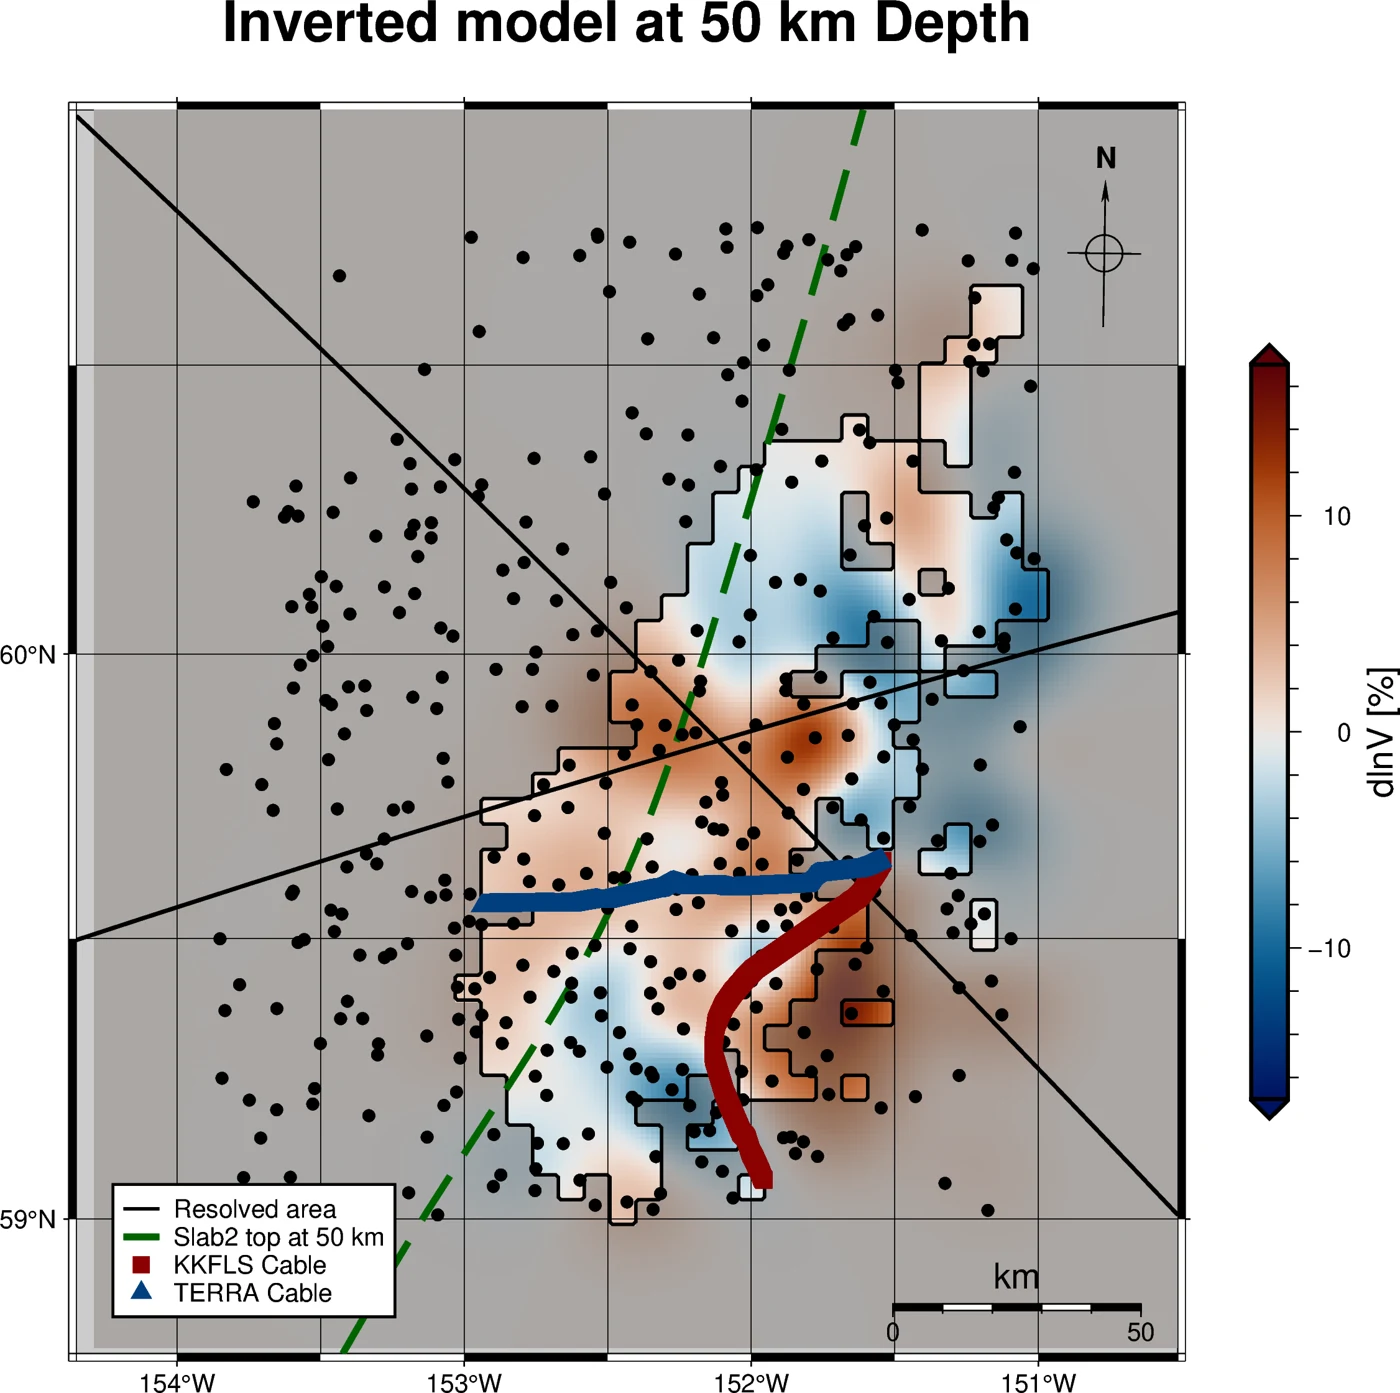 Inverted model at 50 km Depth
N
10
0
−10
dlnV [%]
60°N
59°N
Resolved area
Slab2 top at 50 km
KKFLS Cable
TERRA Cable
km
0 50
154°W 153°W 152°W 151°W